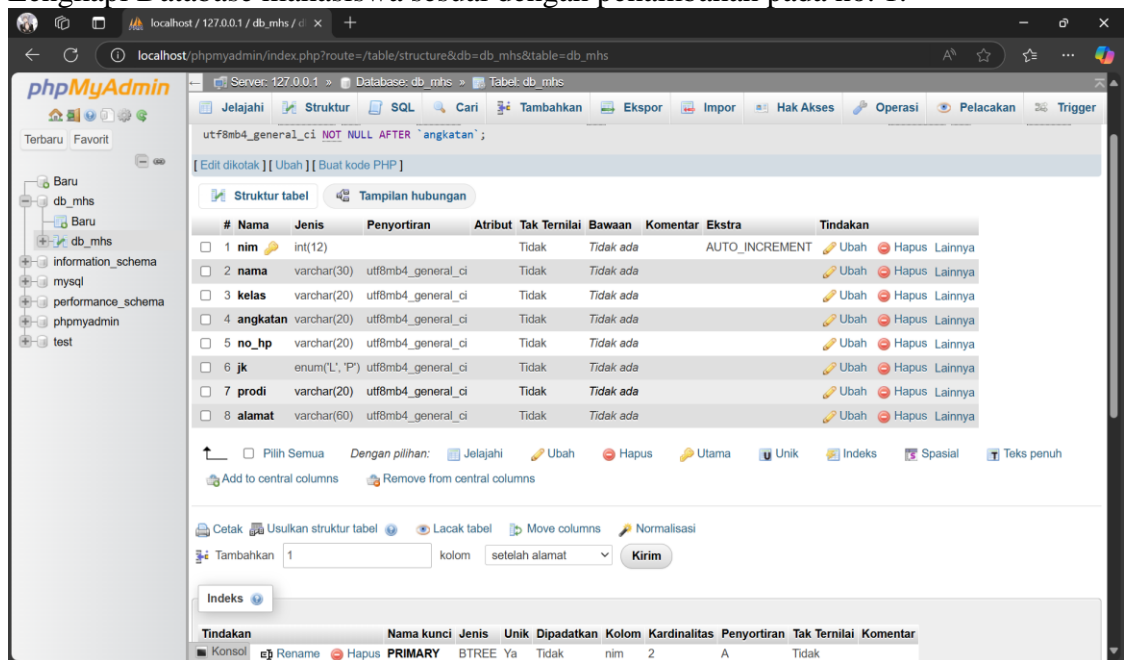 Lengkapi Database mahasiswa sesuai dengan penambahan pada no. 1.
localhost / 127.0.0.1 / db_mhs / d
localhost/phpmyadmin/index.php?route=/table/structure&db=db_mhs&table=db_mhs
phpMyAdmin
Terbaru Favorit
Baru
db_mhs
Baru
db_mhs
information_schema
mysql
performance_schema
phpmyadmin
test
Server: 127.0.0.1 » Database: db_mhs » Tabel: db_mhs
Jelajahi Struktur SQL Cari Tambahkan Ekspor Impor Hak Akses Operasi Pelacakan Trigger
utf8mb4_general_ci NOT NULL AFTER `angkatan`;
[ Edit dikotak ] [ Ubah ] [ Buat kode PHP ]
Struktur tabel Tampilan hubungan
# Nama Jenis Penyortiran Atribut Tak Ternilai Bawaan Komentar Ekstra Tindakan
1 nim int(12) Tidak Tidak ada AUTO_INCREMENT Ubah Hapus Lainnya
2 nama varchar(30) utf8mb4_general_ci Tidak Tidak ada Ubah Hapus Lainnya
3 kelas varchar(20) utf8mb4_general_ci Tidak Tidak ada Ubah Hapus Lainnya
4 angkatan varchar(20) utf8mb4_general_ci Tidak Tidak ada Ubah Hapus Lainnya
5 no_hp varchar(20) utf8mb4_general_ci Tidak Tidak ada Ubah Hapus Lainnya
6 jk enum('L', 'P') utf8mb4_general_ci Tidak Tidak ada Ubah Hapus Lainnya
7 prodi varchar(20) utf8mb4_general_ci Tidak Tidak ada Ubah Hapus Lainnya
8 alamat varchar(60) utf8mb4_general_ci Tidak Tidak ada Ubah Hapus Lainnya
Pilih Semua Dengan pilihan: Jelajahi Ubah Hapus Utama Unik Indeks Spasial Teks penuh
Add to central columns Remove from central columns
Cetak Usulkan struktur tabel Lacak tabel Move columns Normalisasi
Tambahkan 1 kolom setelah alamat Kirim
Indeks
Tindakan Nama kunci Jenis Unik Dipadatkan Kolom Kardinalitas Penyortiran Tak Ternilai Komentar
Konsol Rename Hapus PRIMARY BTREE Ya Tidak nim 2 A Tidak